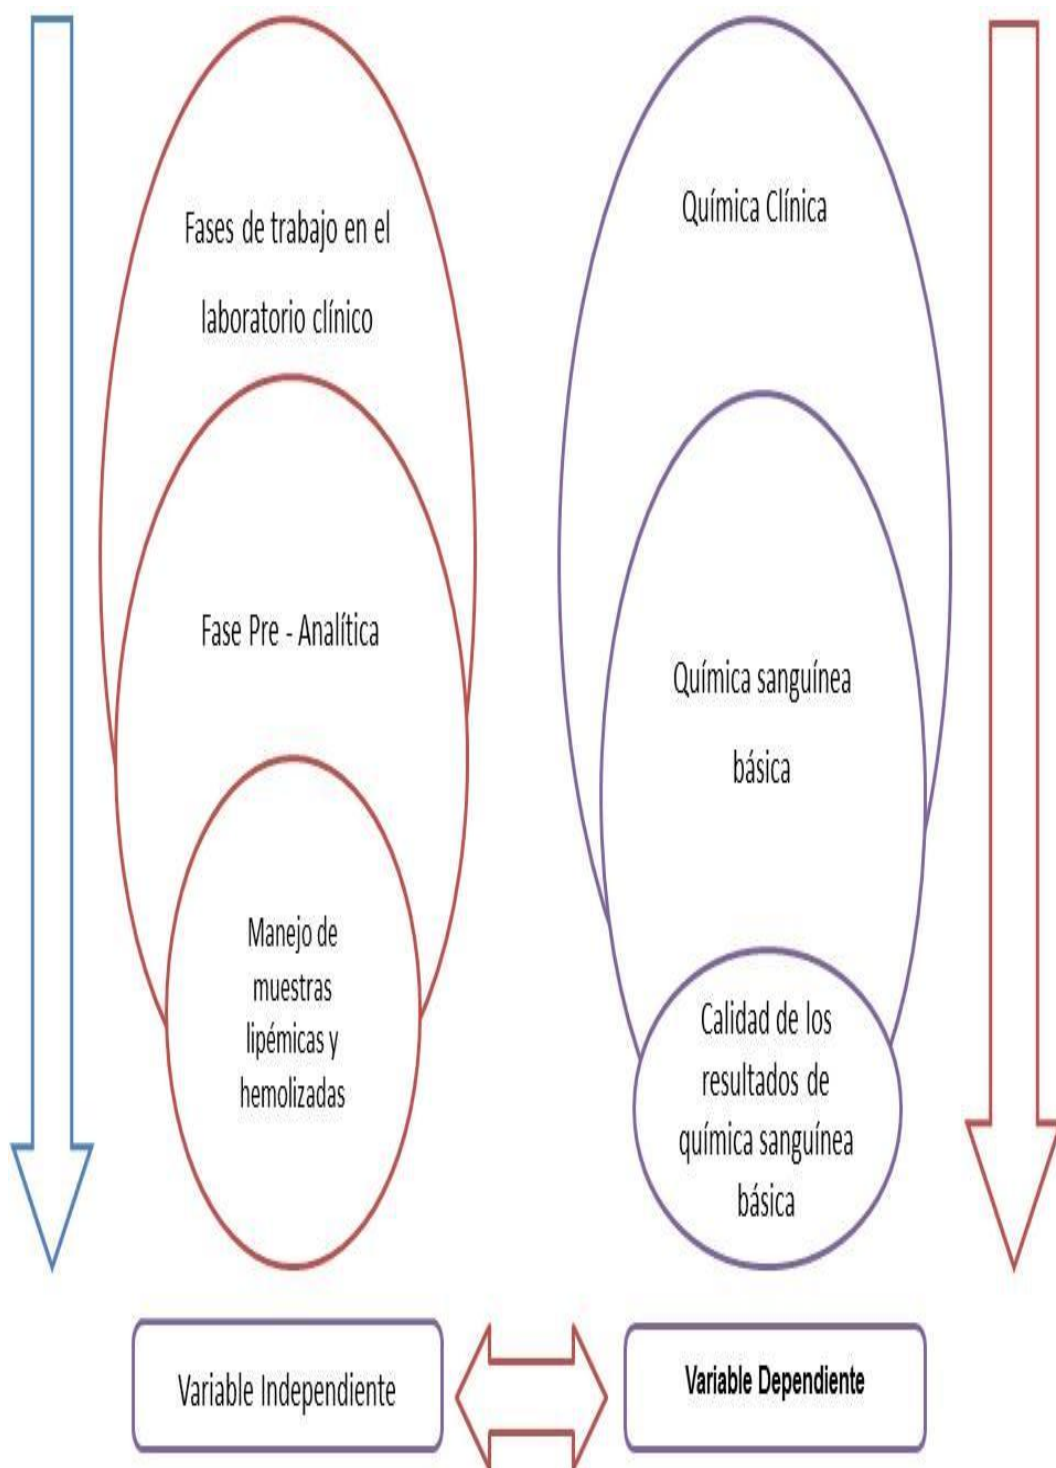 Fases de trabajo en el
laboratorio clínico
Fase Pre - Analítica
Manejo de
muestras
lipémicas y
hemolizadas
Química Clínica
Química sanguínea
básica
Calidad de los
resultados de
química sanguínea
básica
Variable Independiente
Variable Dependiente